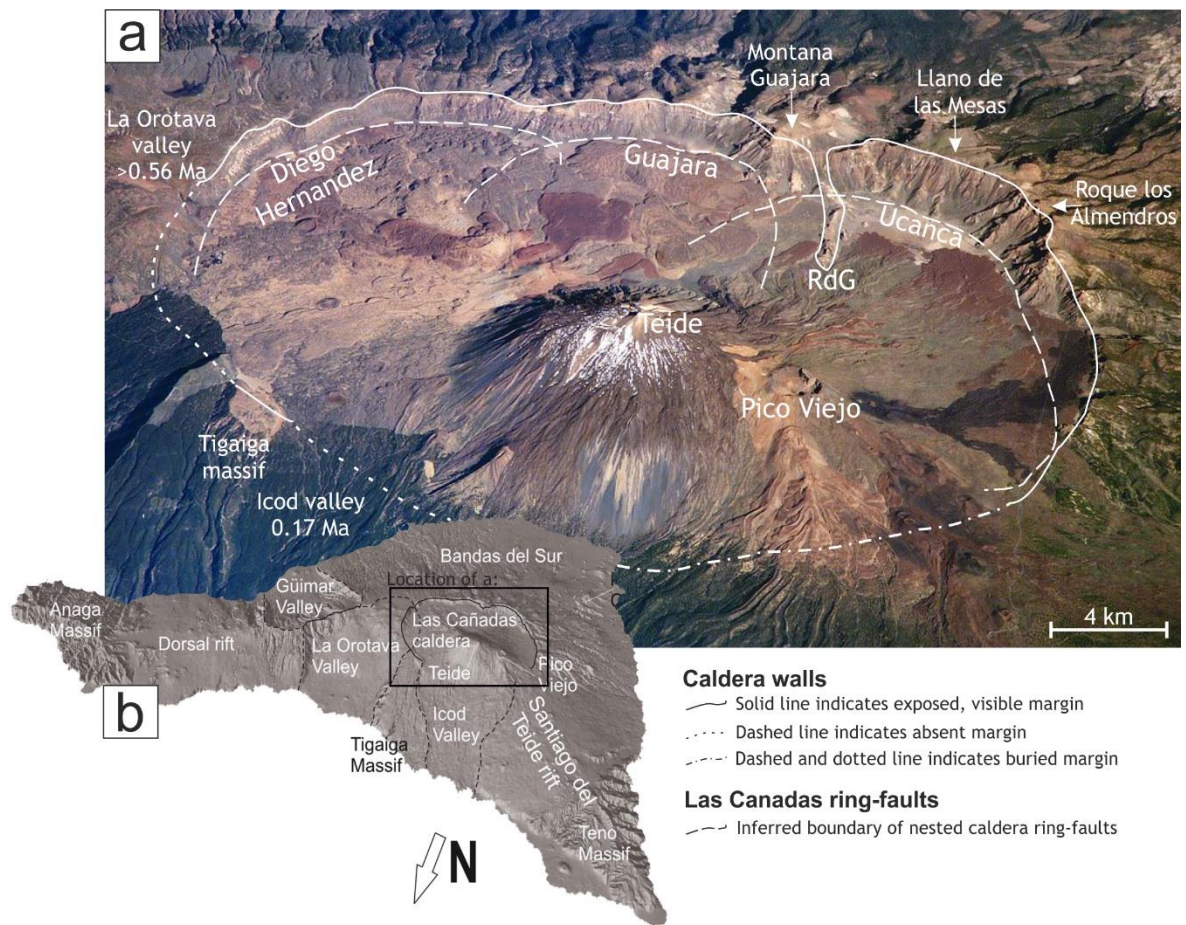 a
Montana
Guajara
Llano de
las Mesas
La Orotava
valley
>0.56 Ma
Diego
Hernandez
Guajara
Roque los
Almendros
Ucanca
RdG
Teide
Pico Viejo
Tigaiga
massif
Icod valley
0.17 Ma
4 km
b
Bandas del Sur
Location of a:
Güimar
Valley
Anaga
Massif
Las Cañadas
caldera
Dorsal rift
La Orotava
Valley
Teide
Pico
Viejo
Icod
Valley
Santiago del
Teide rift
Tigaiga
Massif
Teno
Massif
N
Caldera walls
Solid line indicates exposed, visible margin
Dashed line indicates absent margin
Dashed and dotted line indicates buried margin
Las Canadas ring-faults
Inferred boundary of nested caldera ring-faults